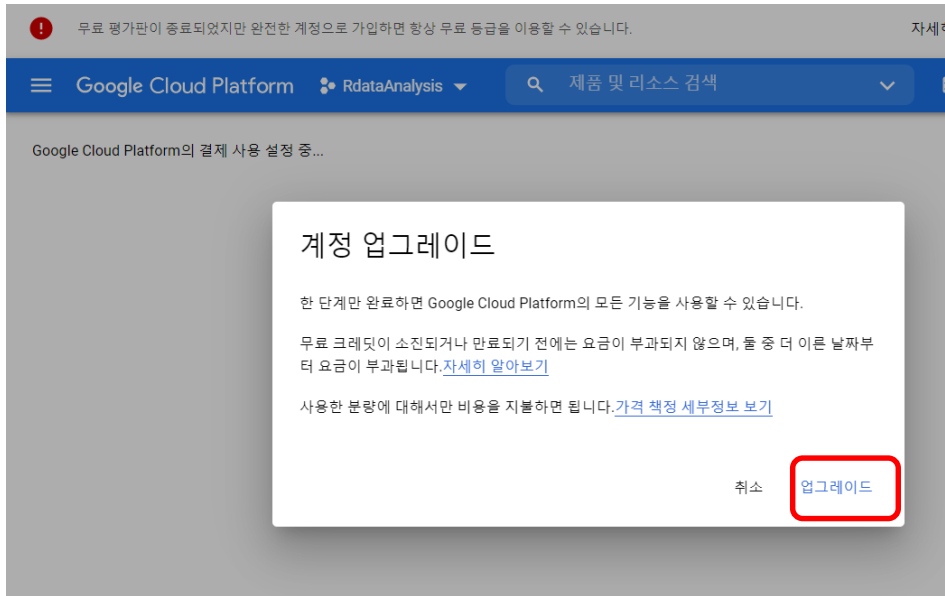 무료 평가판이 종료되었지만 완전한 계정으로 가입하면 항상 무료 등급을 이용할 수 있습니다.
Google Cloud Platform RdataAnalysis 제품 및 리소스 검색
Google Cloud Platform의 결제 사용 설정 중...
계정 업그레이드
한 단계만 완료하면 Google Cloud Platform의 모든 기능을 사용할 수 있습니다.
무료 크레딧이 소진되거나 만료되기 전에는 요금이 부과되지 않으며, 둘 중 더 이른 날짜부
터 요금이 부과됩니다.자세히 알아보기
사용한 분량에 대해서만 비용을 지불하면 됩니다.가격 책정 세부정보 보기
취소 업그레이드